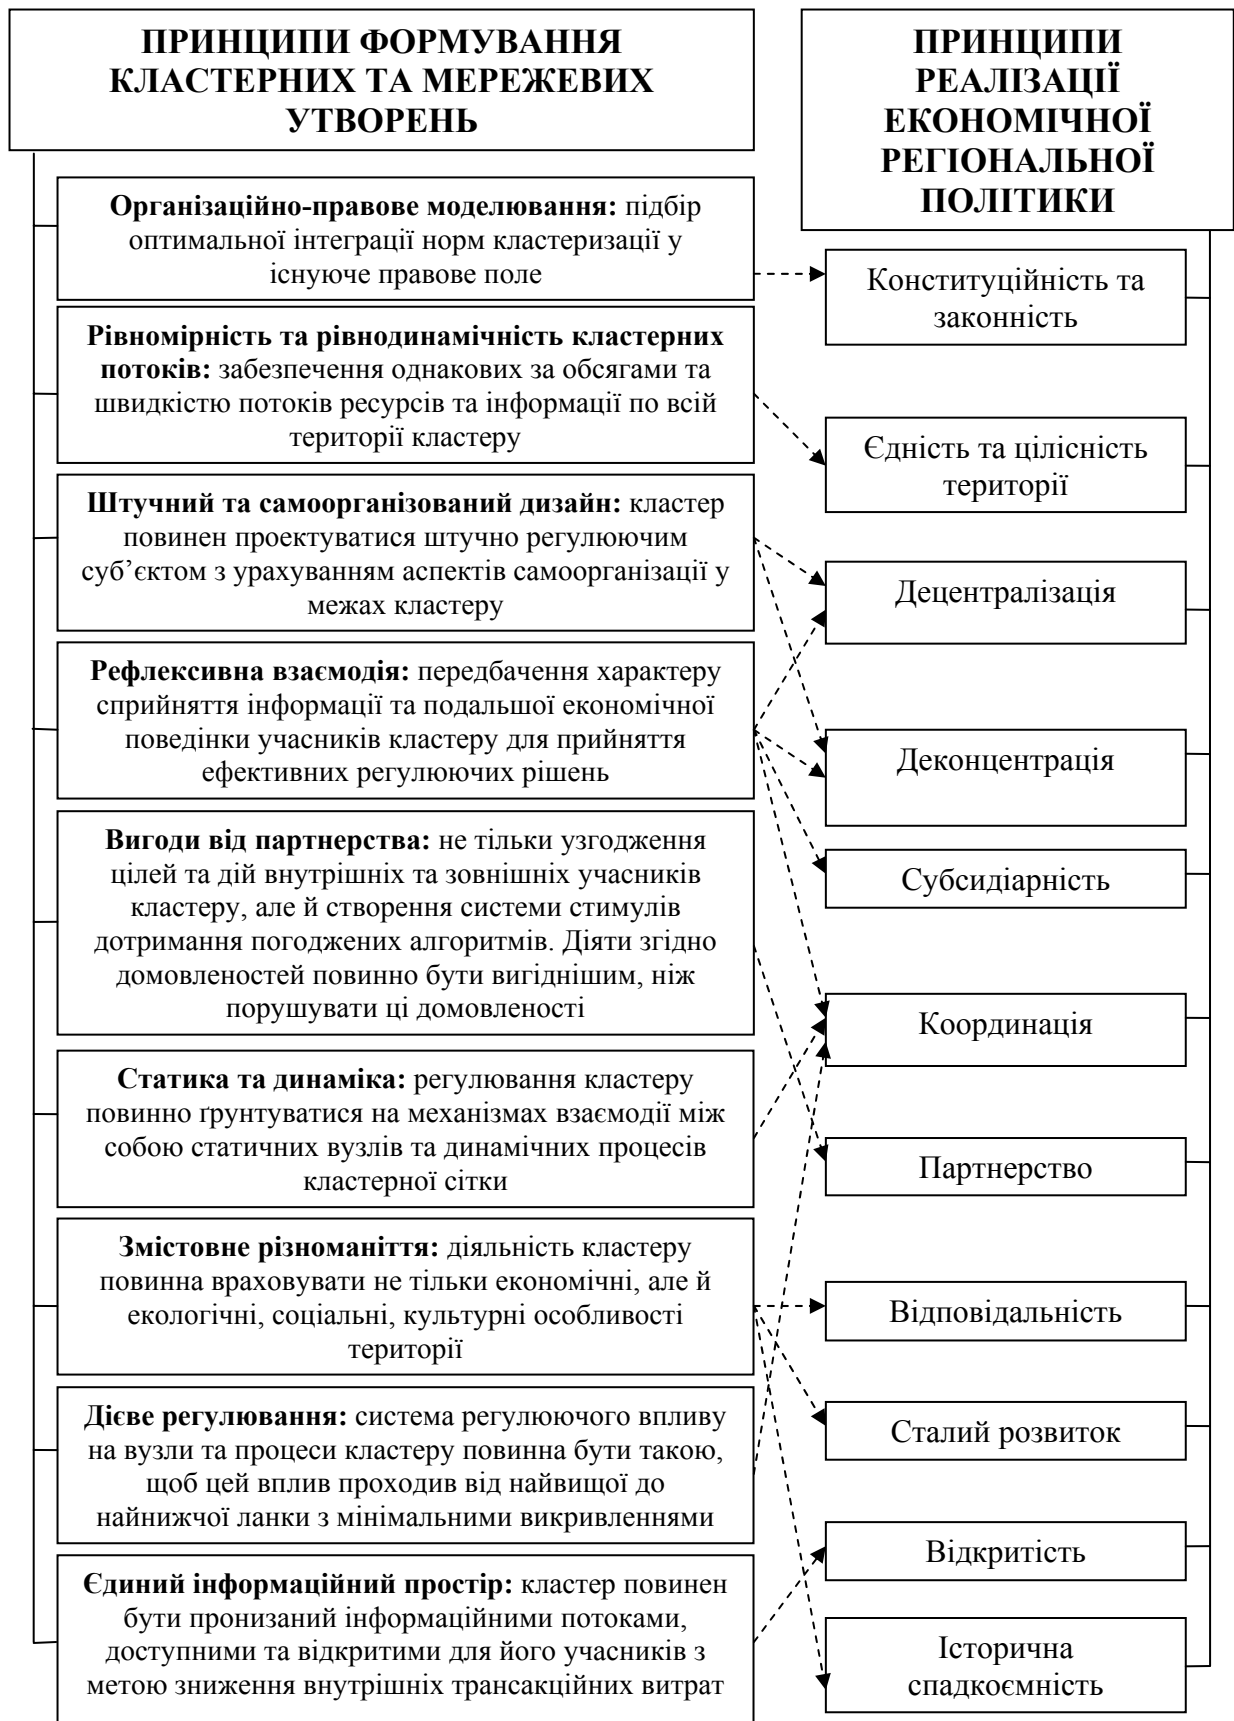 ПРИНЦИПИ ФОРМУВАННЯ
КЛАСТЕРНИХ ТА МЕРЕЖЕВИХ
УТВОРЕНЬ
Організаційно-правове моделювання: підбір
оптимальної інтеграції норм кластеризації у
існуюче правове поле
Рівномірність та рівнодинамічність кластерних
потоків: забезпечення однакових за обсягами та
швидкістю потоків ресурсів та інформації по всій
території кластеру
Штучний та самоорганізований дизайн: кластер
повинен проектуватися штучно регулюючим
суб’єктом з урахуванням аспектів самоорганізації у
межах кластеру
Рефлексивна взаємодія: передбачення характеру
сприйняття інформації та подальшої економічної
поведінки учасників кластеру для прийняття
ефективних регулюючих рішень
Вигоди від партнерства: не тільки узгодження
цілей та дій внутрішніх та зовнішніх учасників
кластеру, але й створення системи стимулів
дотримання погоджених алгоритмів. Діяти згідно
домовленостей повинно бути вигіднішим, ніж
порушувати ці домовленості
Статика та динаміка: регулювання кластеру
повинно ґрунтуватися на механізмах взаємодії між
собою статичних вузлів та динамічних процесів
кластерної сітки
Змістовне різноманіття: діяльність кластеру
повинна враховувати не тільки економічні, але й
екологічні, соціальні, культурні особливості
території
Дієве регулювання: система регулюючого впливу
на вузли та процеси кластеру повинна бути такою,
щоб цей вплив проходив від найвищої до
найнижчої ланки з мінімальними викривленнями
Єдиний інформаційний простір: кластер повинен
бути пронизаний інформаційними потоками,
доступними та відкритими для його учасників з
метою зниження внутрішніх трансакційних витрат
ПРИНЦИПИ
РЕАЛІЗАЦІЇ
ЕКОНОМІЧНОЇ
РЕГІОНАЛЬНОЇ
ПОЛІТИКИ
Конституційність та
законність
Єдність та цілісність
території
Децентралізація
Деконцентрація
Субсидіарність
Координація
Партнерство
Відповідальність
Сталий розвиток
Відкритість
Історична
спадкоємність